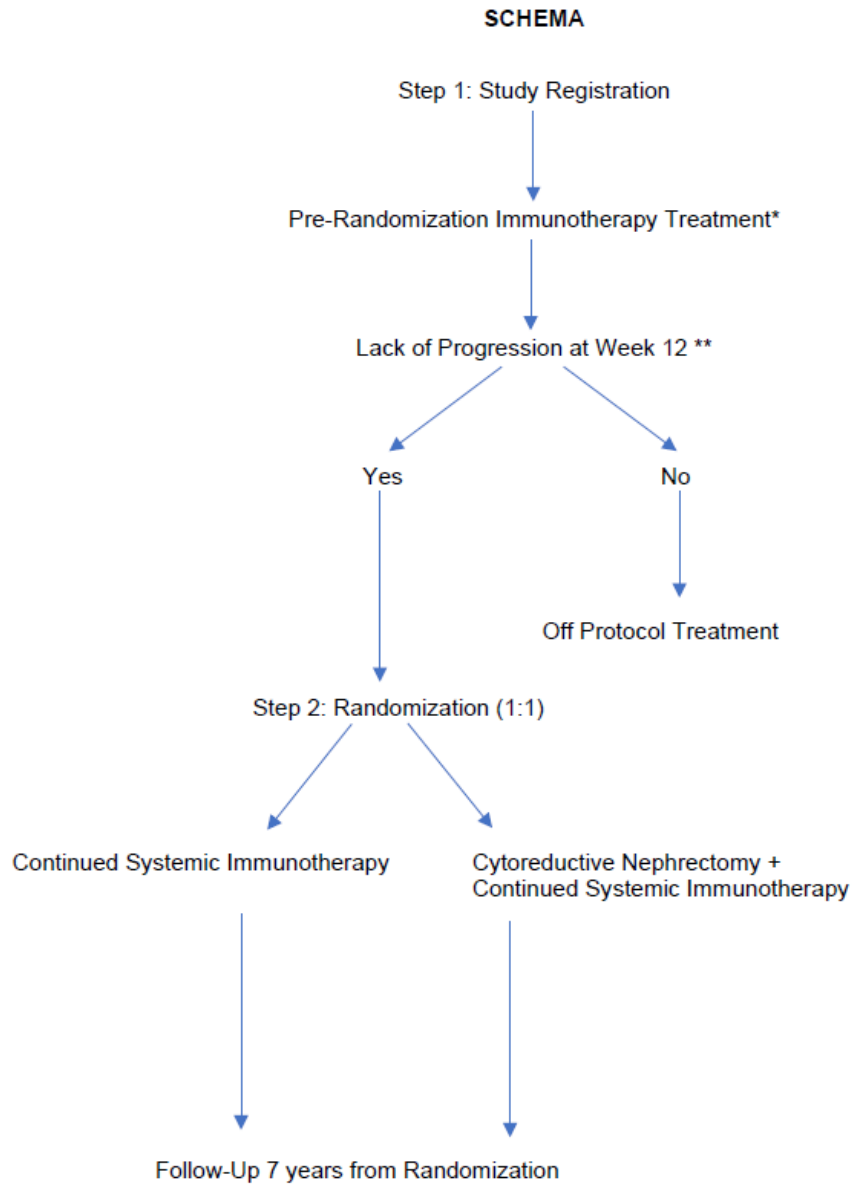 SCHEMA
Step 1: Study Registration
Pre-Randomization Immunotherapy Treatment*
Lack of Progression at Week 12 **
Yes
No
Off Protocol Treatment
Step 2: Randomization (1:1)
Continued Systemic Immunotherapy
Cytoreductive Nephrectomy +
Continued Systemic Immunotherapy
Follow-Up 7 years from Randomization